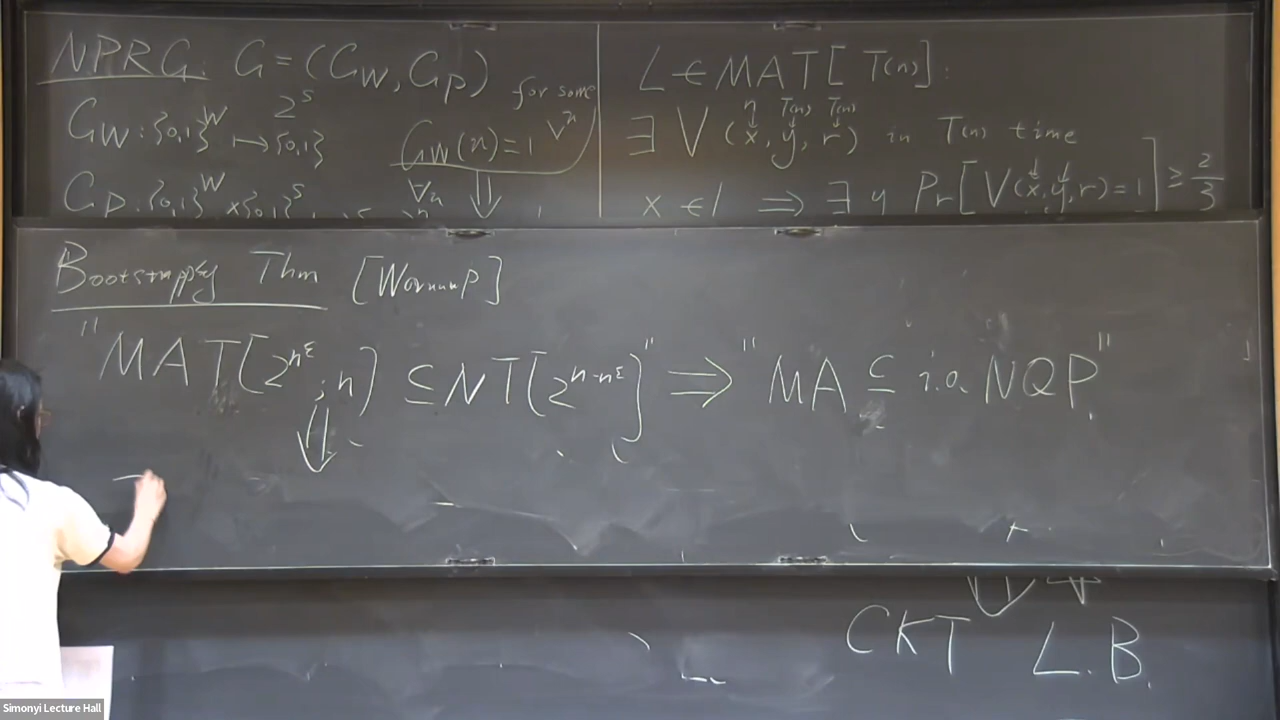 NPRG: G = (G_W, G_P)
G_W : {0,1}^W ↦ {0,1}^{2^s}
G_W(x) = 1^{2^n} for some
∀x
G_P : {0,1}^W × {0,1}^s
L ∈ MAT[T(n)] :
n T(n) T(n)
∃ V (x, y, r) in T(n) time
x ∈ L ⟹ ∃ y Pr[V(x, y, r) = 1] ≥ 2/3
Thm [Warmup]
"MAT[2^{n^ε}; n] ⊆ NT[2^{n-n^ε}]" ⟹ "MA ⊆ i.o. NQP."
CKT L.B.
Simonyi Lecture Hall